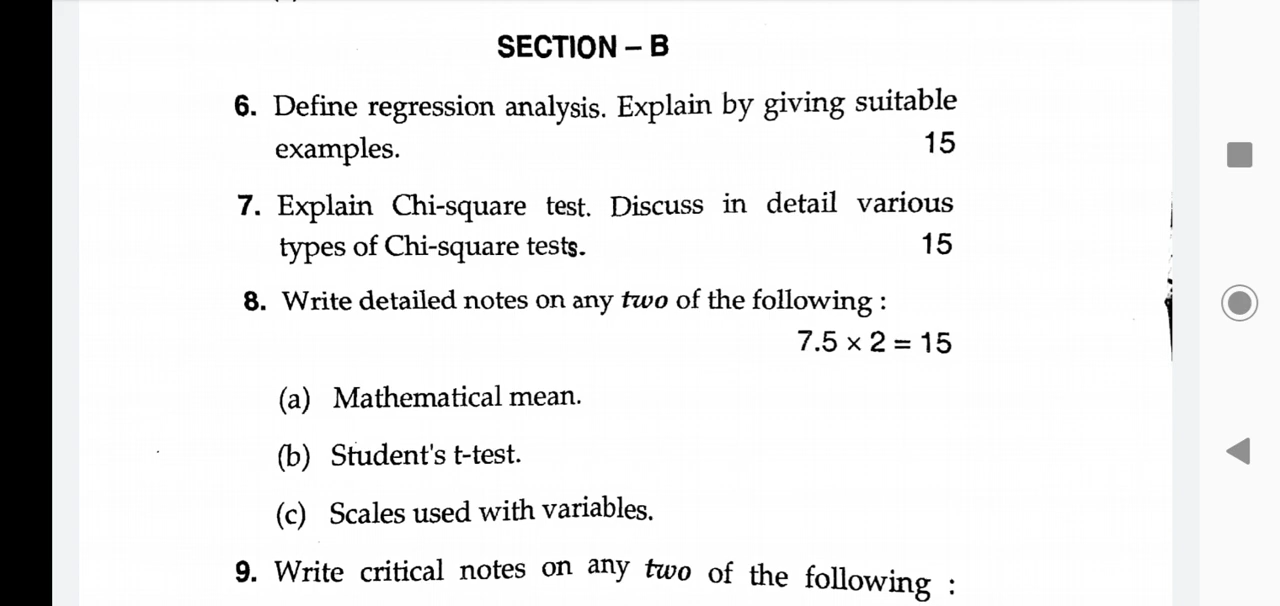 SECTION – B
6. Define regression analysis. Explain by giving suitable
examples. 15
7. Explain Chi-square test. Discuss in detail various
types of Chi-square tests. 15
8. Write detailed notes on any two of the following :
7.5 × 2 = 15
(a) Mathematical mean.
(b) Student's t-test.
(c) Scales used with variables.
9. Write critical notes on any two of the following :